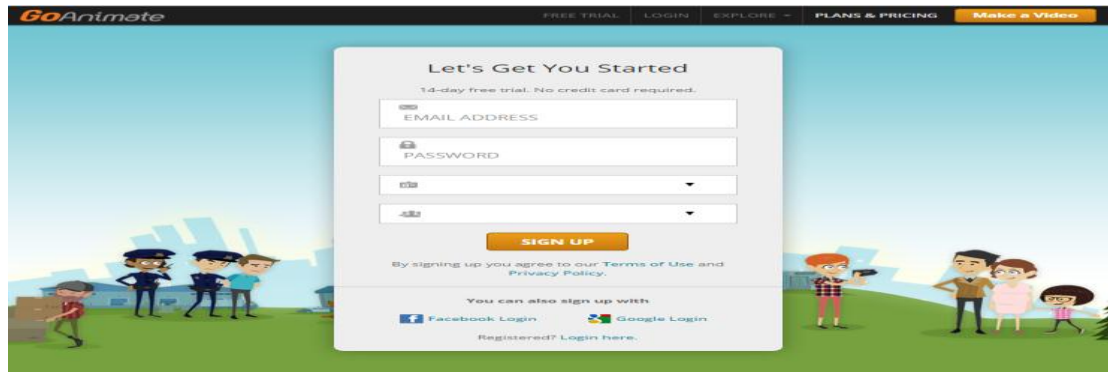 GoAnimate
FREE TRIAL LOGIN EXPLORE PLANS & PRICING Make a Video
Let's Get You Started
14-day free trial. No credit card required.
EMAIL ADDRESS
PASSWORD
SIGN UP
By signing up you agree to our Terms of Use and
Privacy Policy.
You can also sign up with
Facebook Login Google Login
Registered? Login here.